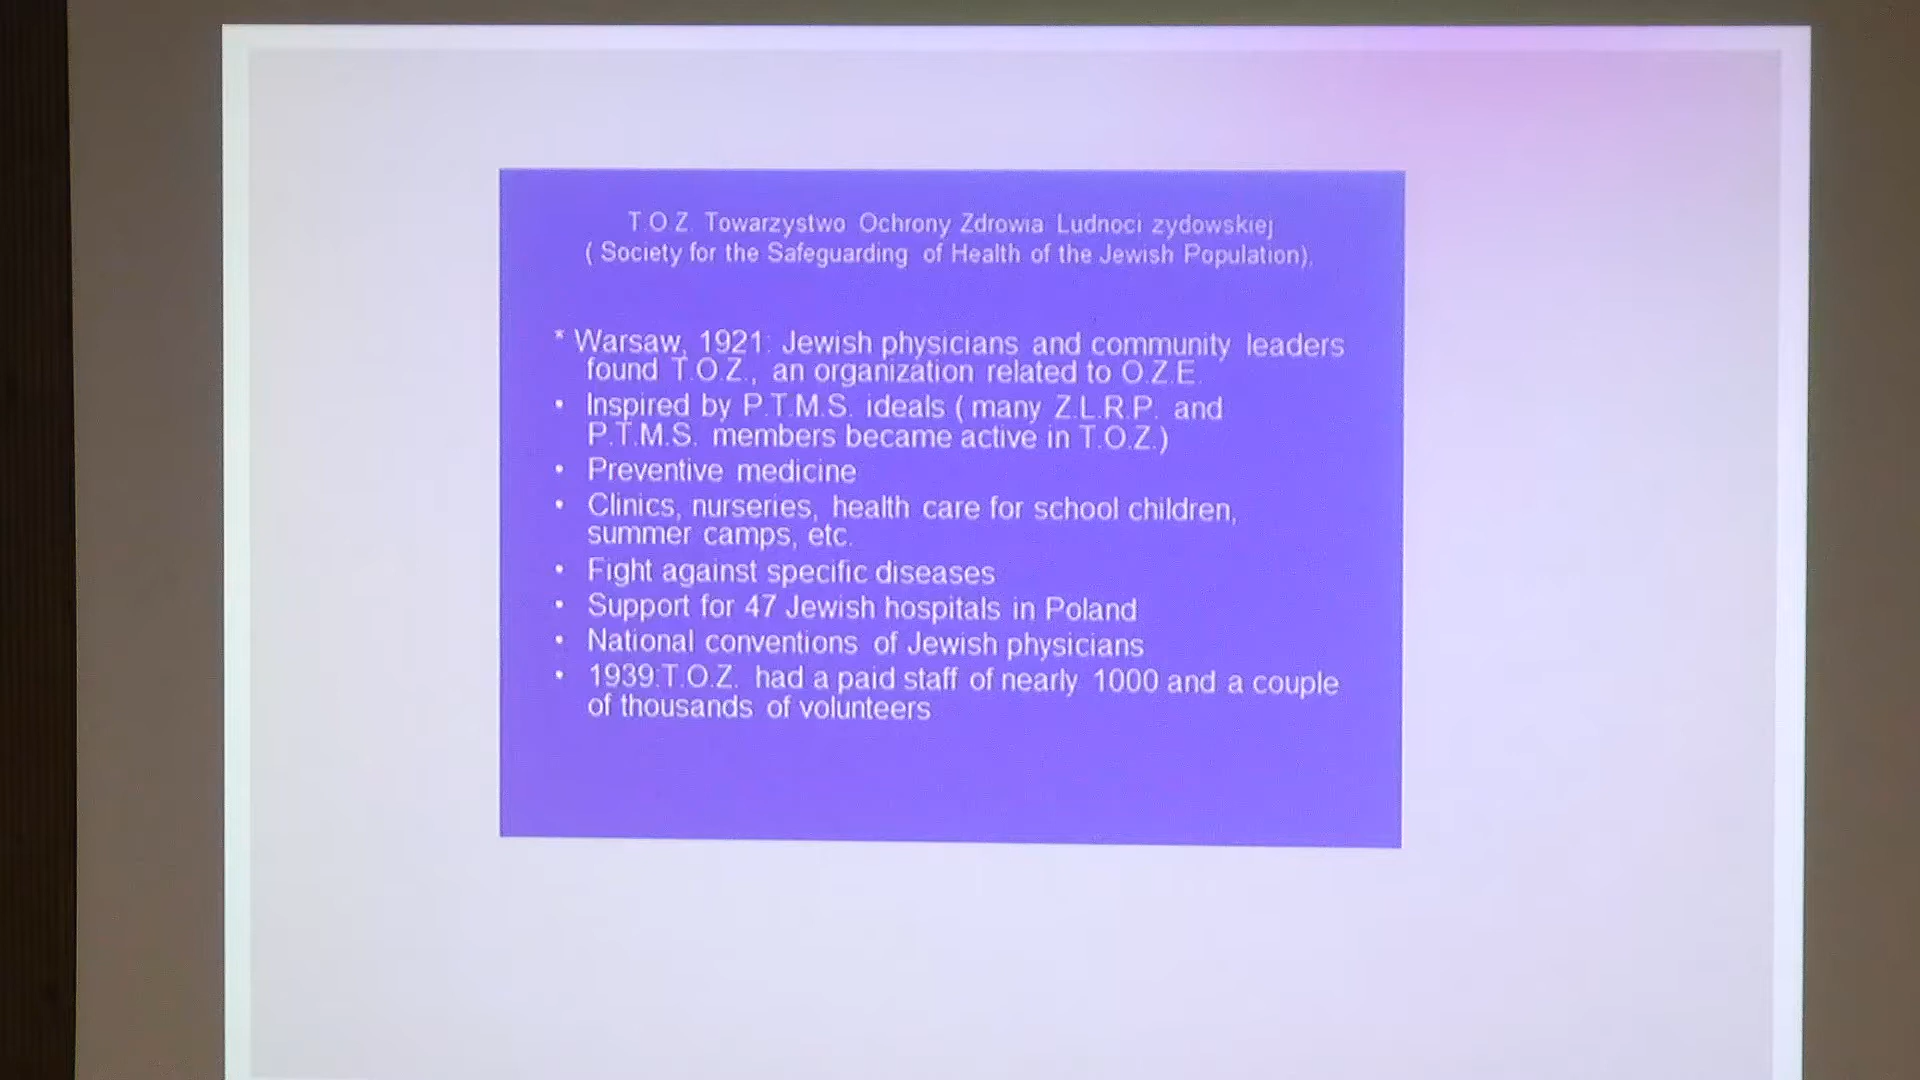 T.O.Z. Towarzystwo Ochrony Zdrowia Ludnoci zydowskiej
( Society for the Safeguarding of Health of the Jewish Population).
* Warsaw, 1921: Jewish physicians and community leaders
found T.O.Z., an organization related to O.Z.E.
• Inspired by P.T.M.S. ideals ( many Z.L.R.P. and
P.T.M.S. members became active in T.O.Z.)
• Preventive medicine
• Clinics, nurseries, health care for school children,
summer camps, etc.
• Fight against specific diseases
• Support for 47 Jewish hospitals in Poland
• National conventions of Jewish physicians
• 1939:T.O.Z. had a paid staff of nearly 1000 and a couple
of thousands of volunteers